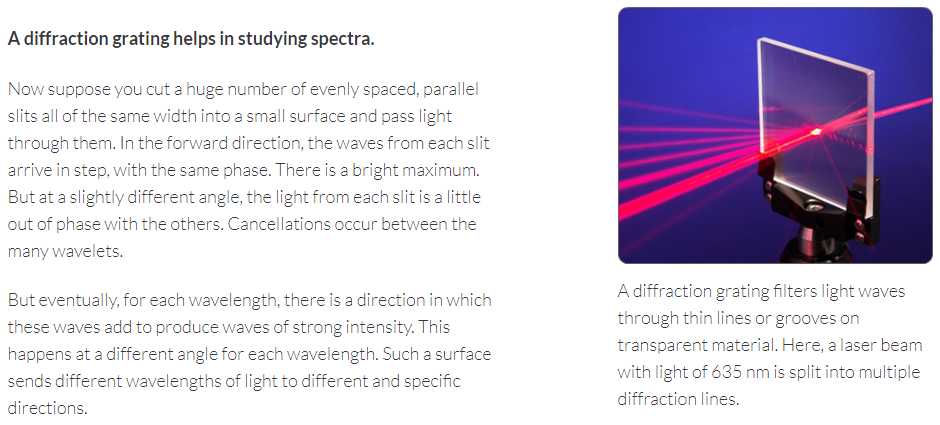 A diffraction grating helps in studying spectra.
Now suppose you cut a huge number of evenly spaced, parallel
slits all of the same width into a small surface and pass light
through them. In the forward direction, the waves from each slit
arrive in step, with the same phase. There is a bright maximum.
But at a slightly different angle, the light from each slit is a little
out of phase with the others. Cancellations occur between the
many wavelets.
But eventually, for each wavelength, there is a direction in which
these waves add to produce waves of strong intensity. This
happens at a different angle for each wavelength. Such a surface
sends different wavelengths of light to different and specific
directions.
A diffraction grating filters light waves
through thin lines or grooves on
transparent material. Here, a laser beam
with light of 635 nm is split into multiple
diffraction lines.